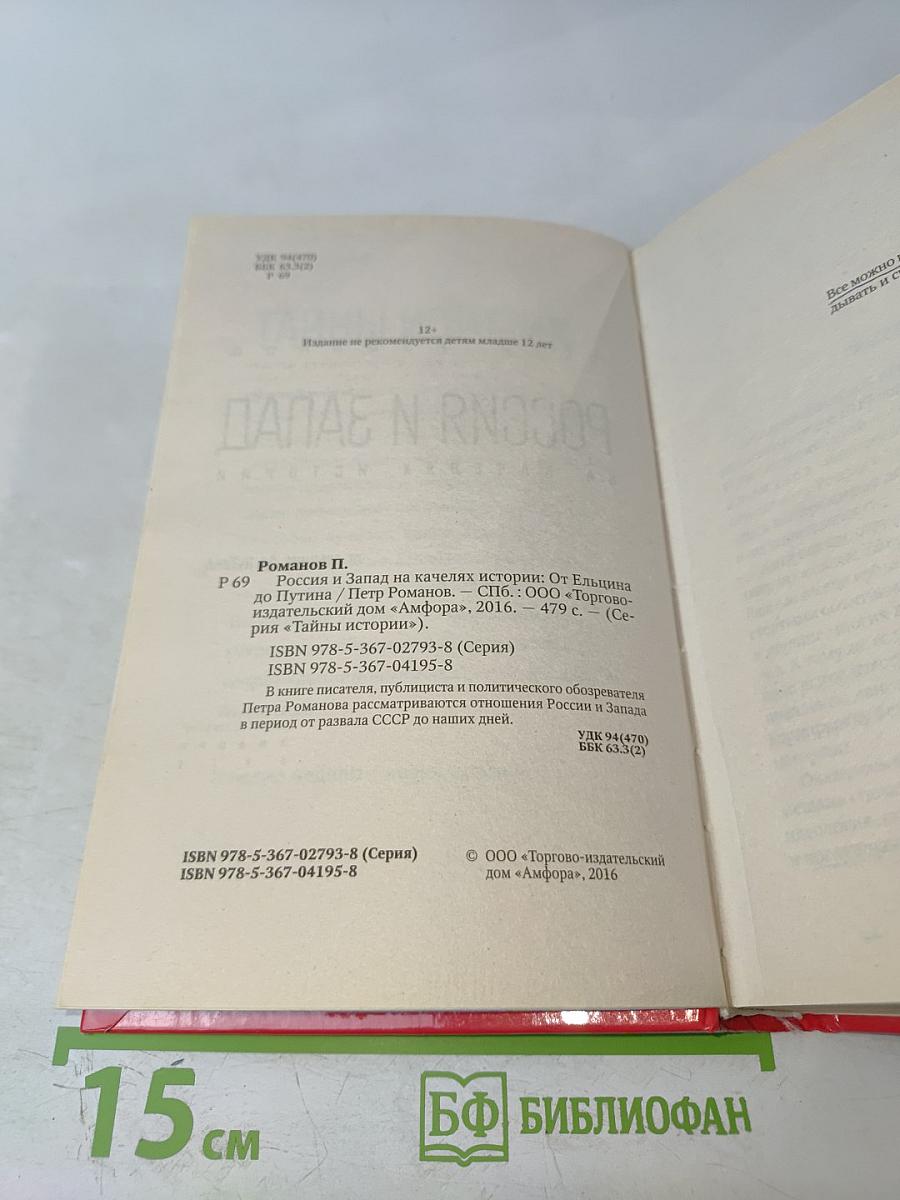 УДК 94(470)
ББК 63.3(2)
Р 69
12+
Издание не рекомендуется детям младше 12 лет
РОССИЯ И ЗАПАД
Романов П.
Р 69 Россия и Запад на качелях истории: От Ельцина
до Путина / Петр Романов. — СПб. : ООО «Торгово-
издательский дом «Амфора», 2016. — 479 с. — (Се-
рия «Тайны истории»).
ISBN 978-5-367-02793-8 (Серия)
ISBN 978-5-367-04195-8
В книге писателя, публициста и политического обозревателя
Петра Романова рассматриваются отношения России и Запада
в период от развала СССР до наших дней.
УДК 94(470)
ББК 63.3(2)
ISBN 978-5-367-02793-8 (Серия)
ISBN 978-5-367-04195-8
© ООО «Торгово-издательский
дом «Амфора», 2016
Все можно
дывать и
15 см
БФ БИБЛИОФАН